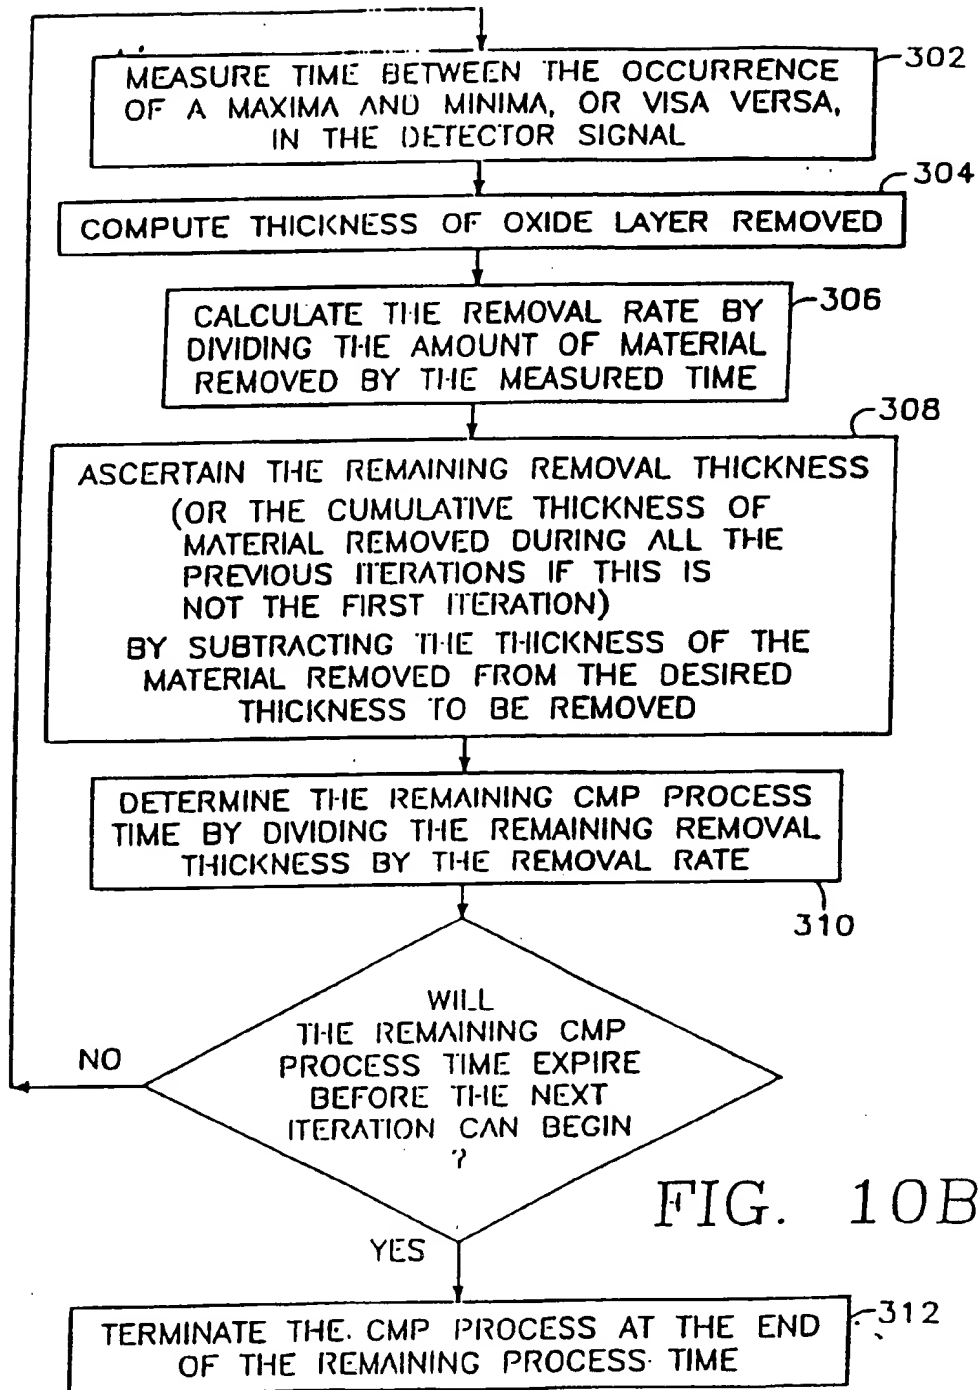 MEASURE TIME BETWEEN THE OCCURRENCE
OF A MAXIMA AND MINIMA, OR VISA VERSA,
IN THE DETECTOR SIGNAL
302
304
COMPUTE THICKNESS OF OXIDE LAYER REMOVED
306
CALCULATE THE REMOVAL RATE BY
DIVIDING THE AMOUNT OF MATERIAL
REMOVED BY THE MEASURED TIME
308
ASCERTAIN THE REMAINING REMOVAL THICKNESS
(OR THE CUMULATIVE THICKNESS OF
MATERIAL REMOVED DURING ALL THE
PREVIOUS ITERATIONS IF THIS IS
NOT THE FIRST ITERATION)
BY SUBTRACTING THE THICKNESS OF THE
MATERIAL REMOVED FROM THE DESIRED
THICKNESS TO BE REMOVED
DETERMINE THE REMAINING CMP PROCESS
TIME BY DIVIDING THE REMAINING REMOVAL
THICKNESS BY THE REMOVAL RATE
310
WILL
THE REMAINING CMP
PROCESS TIME EXPIRE
BEFORE THE NEXT
ITERATION CAN BEGIN
?
NO
YES
FIG. 10B
312
TERMINATE THE CMP PROCESS AT THE END
OF THE REMAINING PROCESS TIME